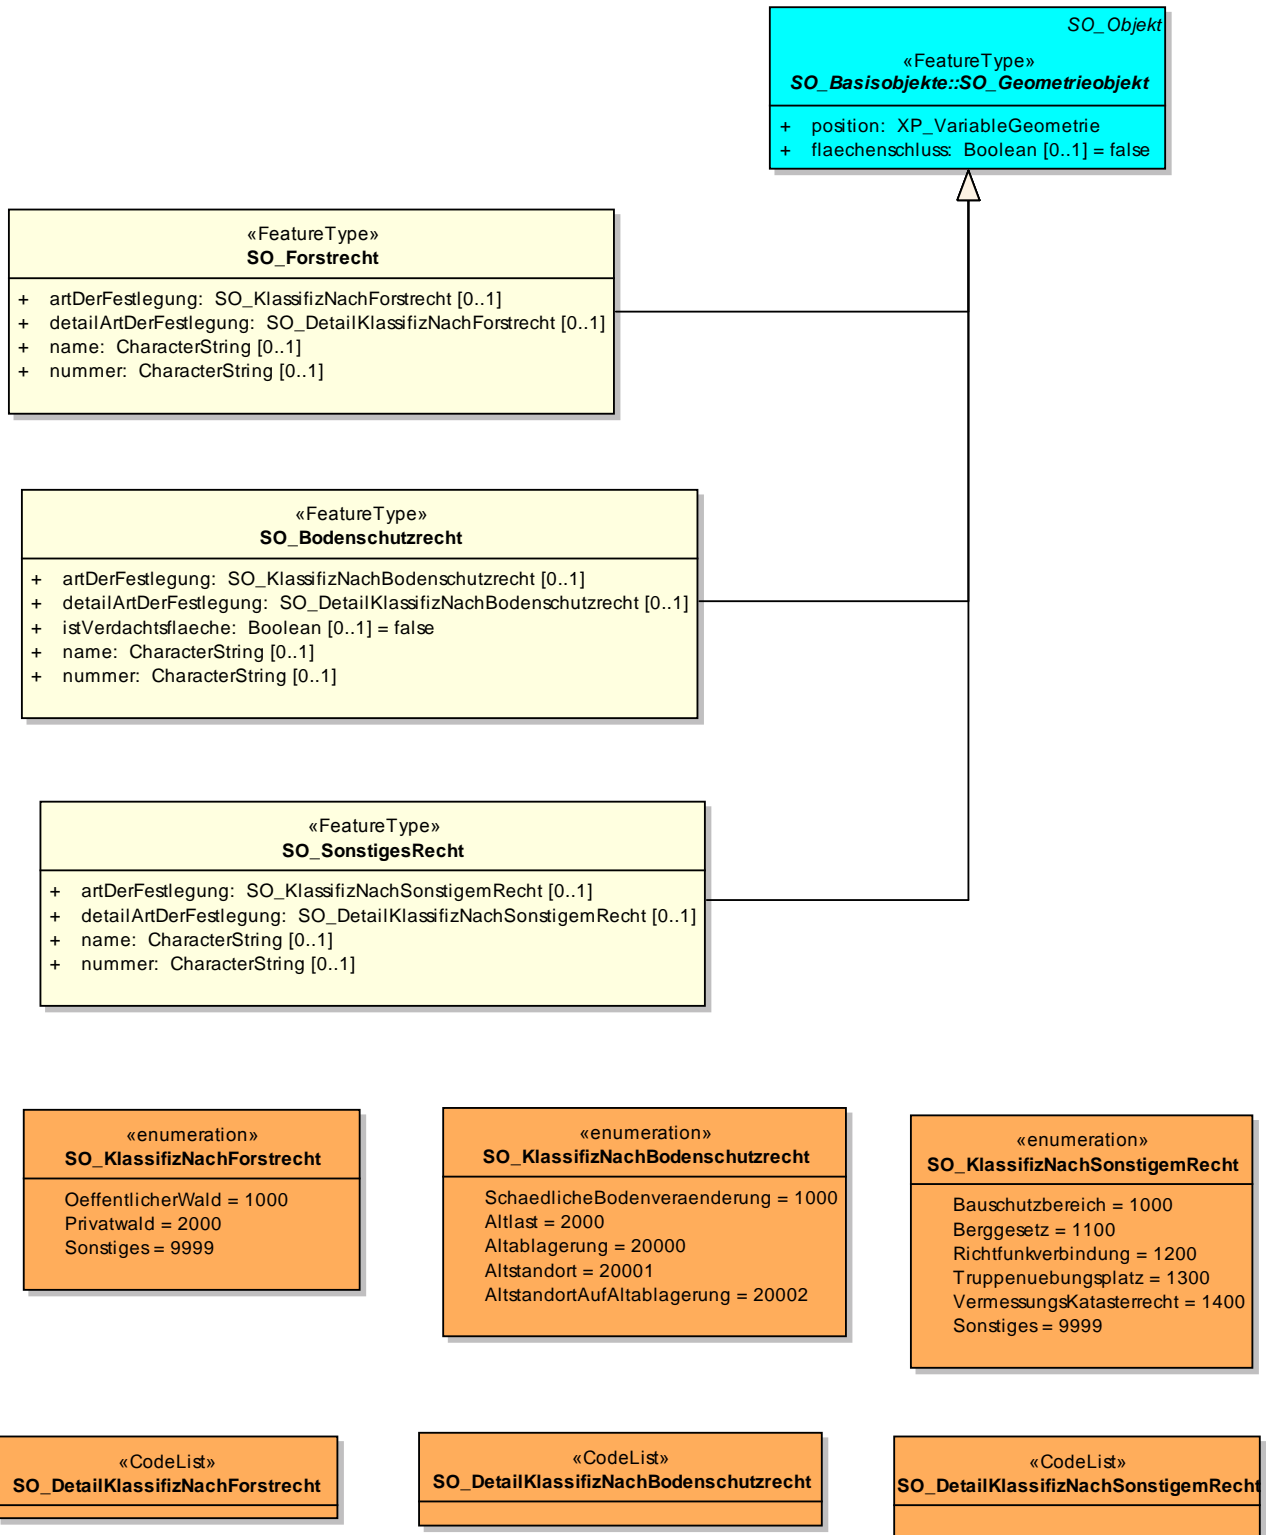 SO_Objekt
«FeatureType»
SO_Basisobjekte::SO_Geometrieobjekt
+ position: XP_VariableGeometrie
+ flaechenschluss: Boolean [0..1] = false
«FeatureType»
SO_Forstrecht
+ artDerFestlegung: SO_KlassifizNachForstrecht [0..1]
+ detailArtDerFestlegung: SO_DetailKlassifizNachForstrecht [0..1]
+ name: CharacterString [0..1]
+ nummer: CharacterString [0..1]
«FeatureType»
SO_Bodenschutzrecht
+ artDerFestlegung: SO_KlassifizNachBodenschutzrecht [0..1]
+ detailArtDerFestlegung: SO_DetailKlassifizNachBodenschutzrecht [0..1]
+ istVerdachtsflaeche: Boolean [0..1] = false
+ name: CharacterString [0..1]
+ nummer: CharacterString [0..1]
«FeatureType»
SO_SonstigesRecht
+ artDerFestlegung: SO_KlassifizNachSonstigemRecht [0..1]
+ detailArtDerFestlegung: SO_DetailKlassifizNachSonstigemRecht [0..1]
+ name: CharacterString [0..1]
+ nummer: CharacterString [0..1]
«enumeration»
SO_KlassifizNachForstrecht
OeffentlicherWald = 1000
Privatwald = 2000
Sonstiges = 9999
«enumeration»
SO_KlassifizNachBodenschutzrecht
SchaedlicheBodenveraenderung = 1000
Altlast = 2000
Altablagerung = 20000
Altstandort = 20001
AltstandortAufAltablagerung = 20002
«enumeration»
SO_KlassifizNachSonstigemRecht
Bauschutzbereich = 1000
Berggesetz = 1100
Richtfunkverbindung = 1200
Truppenuebungsplatz = 1300
VermessungsKatasterrecht = 1400
Sonstiges = 9999
«CodeList»
SO_DetailKlassifizNachForstrecht
«CodeList»
SO_DetailKlassifizNachBodenschutzrecht
«CodeList»
SO_DetailKlassifizNachSonstigemRecht